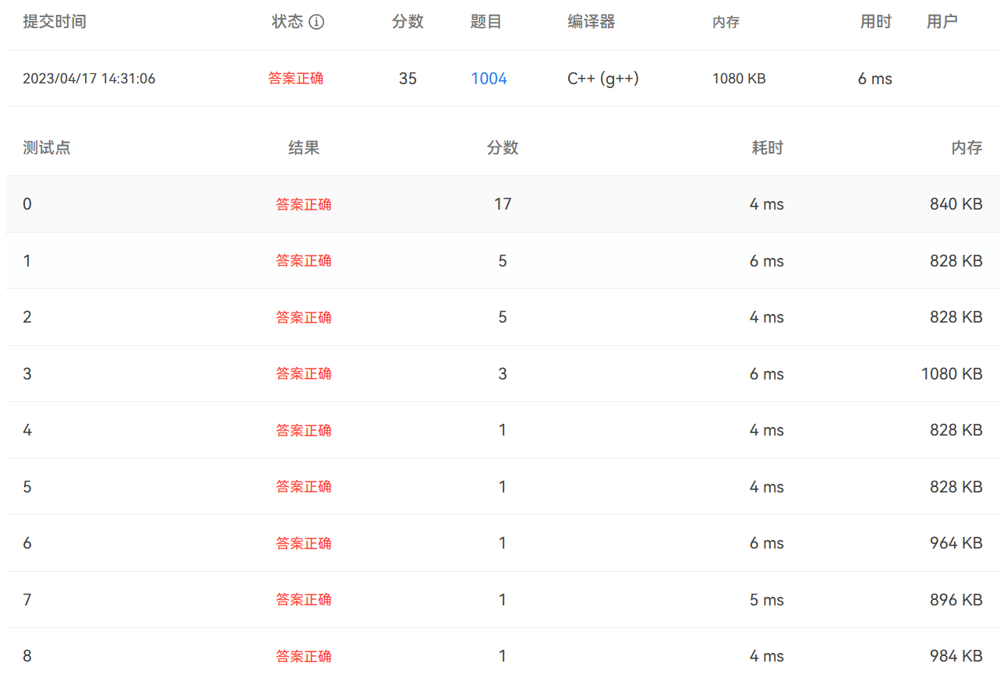 提交时间 状态 分数 题目 编译器 内存 用时 用户
2023/04/17 14:31:06 答案正确 35 1004 C++ (g++) 1080 KB 6 ms
测试点 结果 分数 耗时 内存
0 答案正确 17 4 ms 840 KB
1 答案正确 5 6 ms 828 KB
2 答案正确 5 4 ms 828 KB
3 答案正确 3 6 ms 1080 KB
4 答案正确 1 4 ms 828 KB
5 答案正确 1 4 ms 828 KB
6 答案正确 1 6 ms 964 KB
7 答案正确 1 5 ms 896 KB
8 答案正确 1 4 ms 984 KB